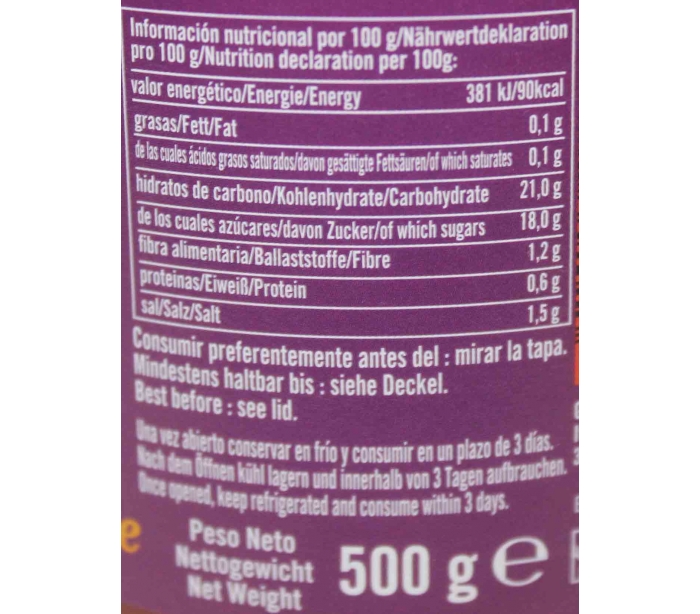 Información nutricional por 100 g/Nährwertdeklaration
pro 100 g/Nutrition declaration per 100g:
valor energético/Energie/Energy 381 kJ/90kcal
grasas/Fett/Fat 0,1 g
de las cuales ácidos grasos saturados/davon gesättigte Fettsäuren/of which saturates 0,1 g
hidratos de carbono/Kohlenhydrate/Carbohydrate 21,0 g
de los cuales azúcares/davon Zucker/of which sugars 18,0 g
fibra alimentaria/Ballaststoffe/Fibre 1,2 g
proteinas/Eiweiß/Protein 0,6 g
sal/Salz/Salt 1,5 g
Consumir preferentemente antes del : mirar la tapa.
Mindestens haltbar bis : siehe Deckel.
Best before : see lid.
Una vez abierto conservar en frío y consumir en un plazo de 3 días.
Nach dem Öffnen kühl lagern und innerhalb von 3 Tagen aufbrauchen.
Once opened, keep refrigerated and consume within 3 days.
Peso Neto
Nettogewicht
Net Weight
500 g e